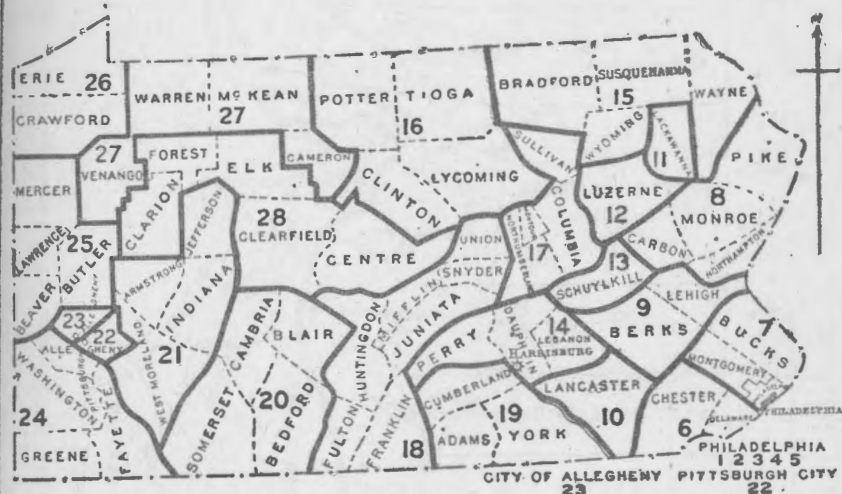 ERIE 26
CRAWFORD
WARREN McKEAN
27
POTTER TIOGA
16
BRADFORD
SUSQUEHANNA
15
WAYNE
WYOMING
LACKAWANNA
11
PIKE
27
VENANGO
MERCER
FOREST
ELK
CAMERON
CLARION
JEFFERSON
CLINTON
LYCOMING
SULLIVAN
COLUMBIA
LUZERNE
12
8
MONROE
CARBON
NORTHAMPTON
28
CLEARFIELD
CENTRE
UNION
SNYDER
NORTHUMBERLAND
17
13
SCHUYLKILL
LEHIGH
LAWRENCE
25
BUTLER
BEAVER
ARMSTRONG
INDIANA
21
WESTMORELAND
23
22
ALLEGHENY
WASHINGTON
24
GREENE
FAYETTE
SOMERSET
CAMBRIA
BLAIR
20
BEDFORD
HUNTINGDON
FULTON
FRANKLIN
MIFFLIN
JUNIATA
PERRY
18
DAUPHIN
14
LEBANON
HARRISBURG
CUMBERLAND
ADAMS
19
YORK
LANCASTER
10
9
BERKS
BUCKS
7
MONTGOMERY
CHESTER
6
DELAWARE
PHILADELPHIA
PHILADELPHIA
1 2 3 4 5
CITY OF ALLEGHENY PITTSBURGH CITY
23 22